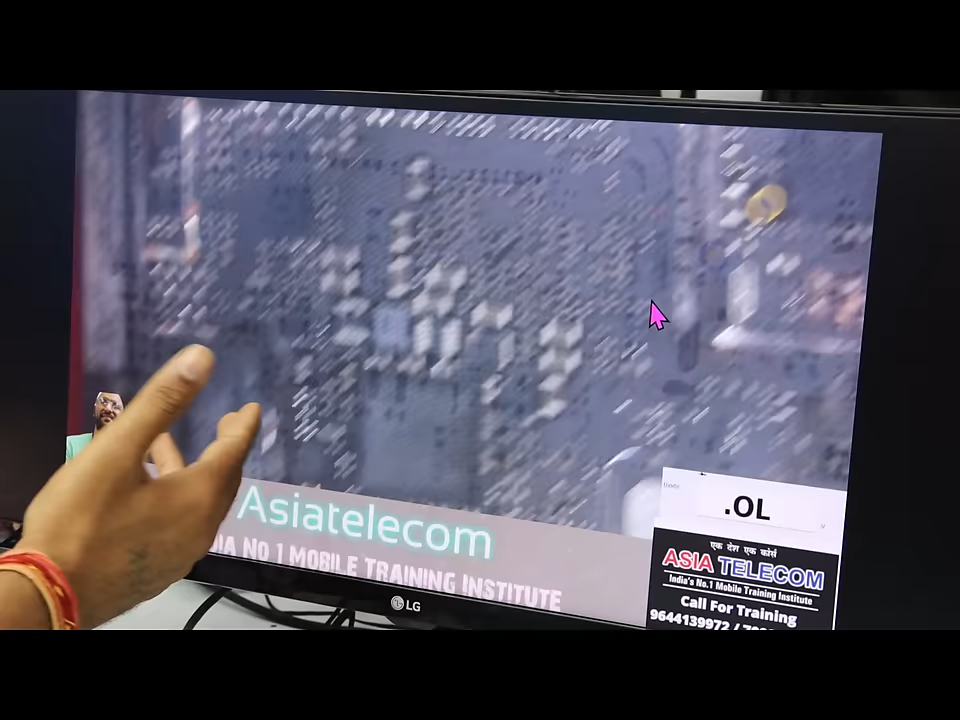 .OL
Asiatelecom
DIA NO 1 MOBILE TRAINING INSTITUTE
एक देश एक कोर्स
ASIA TELECOM
India's No.1 Mobile Training Institute
Call For Training
9644139972 /
LG